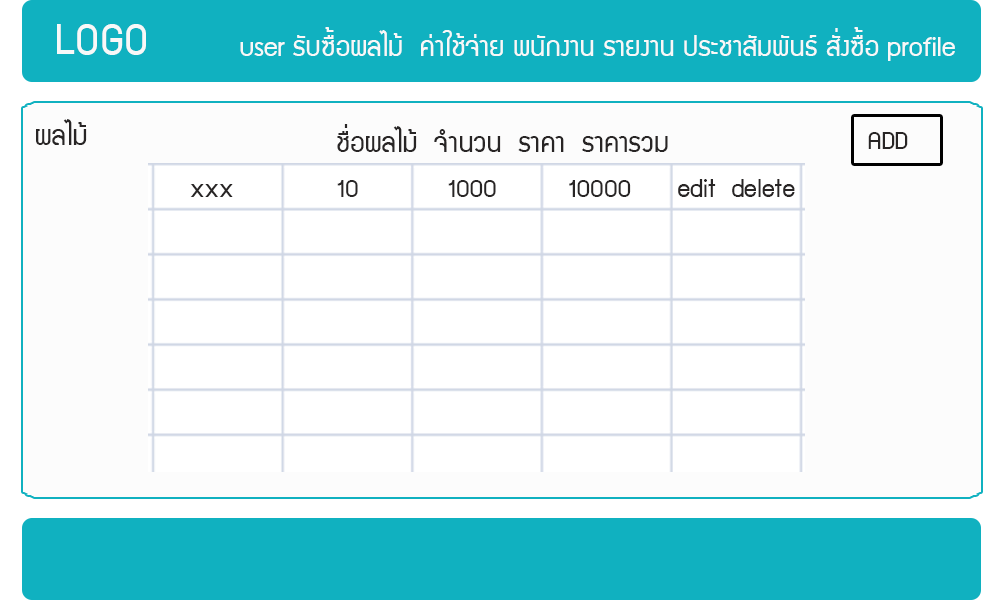 LOGO
user รับซื้อผลไม้ ค่าใช้จ่าย พนักงาน รายงาน ประชาสัมพันธ์ สั่งซื้อ profile
ผลไม้
ชื่อผลไม้ จำนวน ราคา ราคารวม
ADD
xxx 10 1000 10000 edit delete